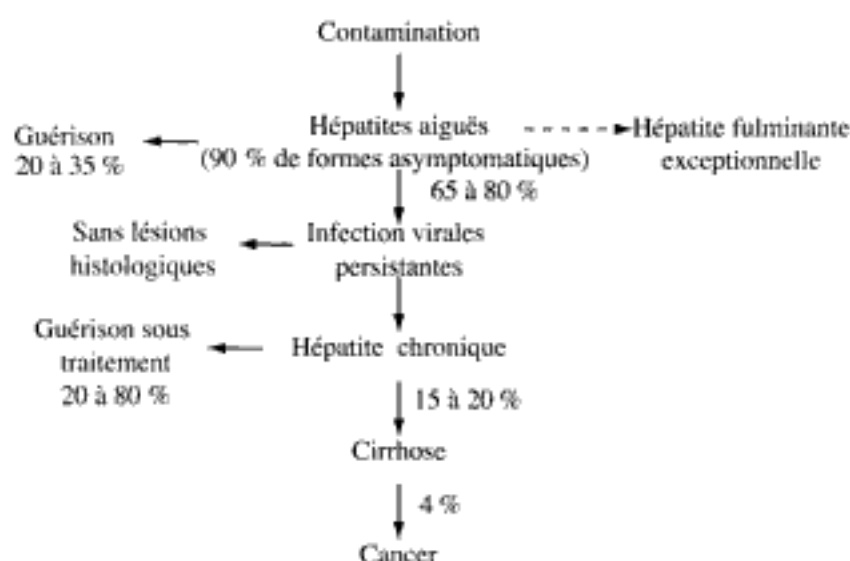 Contamination
Hépatites aiguës
(90 % de formes asymptomatiques)
Guérison
20 à 35 %
Hépatite fulminante
exceptionnelle
65 à 80 %
Infection virales
persistantes
Sans lésions
histologiques
Hépatite chronique
Guérison sous
traitement
20 à 80 %
15 à 20 %
Cirrhose
4 %
Cancer